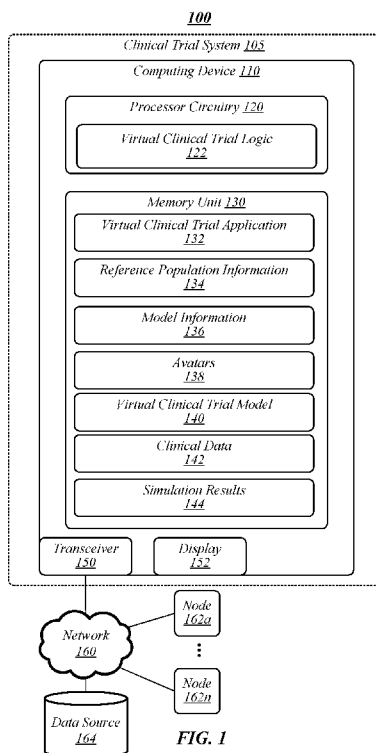 100
Clinical Trial System 105
Computing Device 110
Processor Circuitry 120
Virtual Clinical Trial Logic
122
Memory Unit 130
Virtual Clinical Trial Application
132
Reference Population Information
134
Model Information
136
Avatars
138
Virtual Clinical Trial Model
140
Clinical Data
142
Simulation Results
144
Transceiver
150
Display
152
Network
160
Node
162a
Node
162n
Data Source
164
FIG. 1